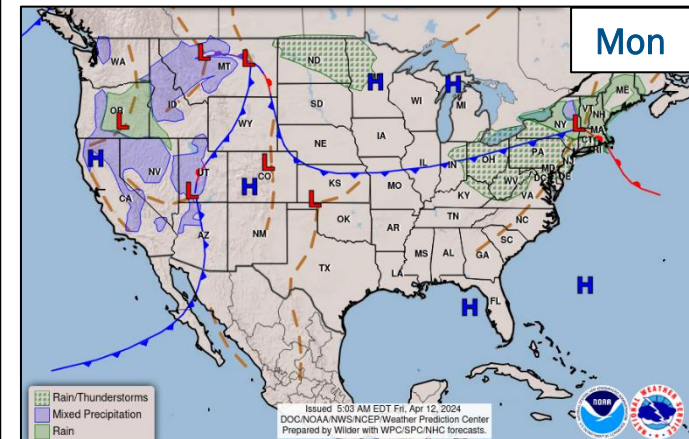 Mon
WA
MT
ND
ME
VT
NH
OR
ID
SD
WI
MI
NY
MA
CT
RI
WY
IA
PA
NE
IL
IN
OH
NJ
MD
DE
DC
NV
UT
CO
KS
MO
WV
VA
KY
CA
NC
TN
OK
AZ
NM
AR
SC
MS
AL
GA
TX
LA
FL
L
L
L
L
L
L
L
H
H
H
H
H
H
Rain/Thunderstorms
Mixed Precipitation
Rain
Issued 5:03 AM EDT Fri, Apr 12, 2024
DOC/NOAA/NWS/NCEP/Weather Prediction Center
Prepared by Wilder with WPC/SPC/NHC forecasts.
NOAA
NATIONAL WEATHER SERVICE